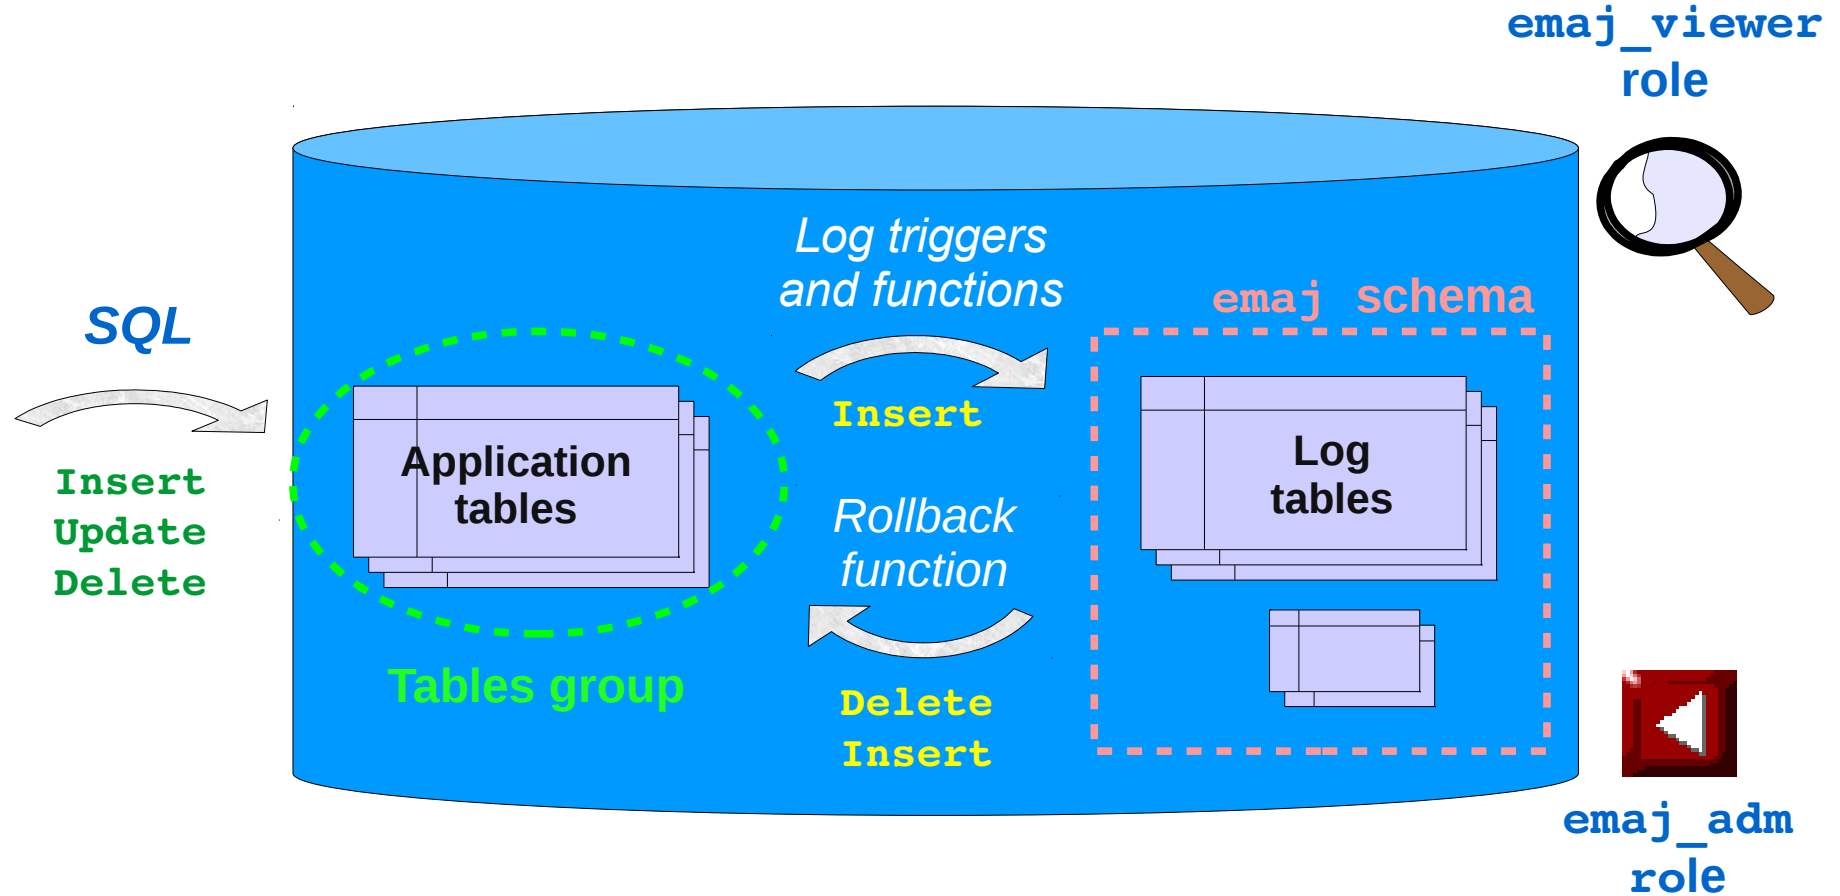 emaj_viewer
role
Log triggers
and functions
emaj schema
SQL
Insert
Application
tables
Log
tables
Insert
Update
Delete
Rollback
function
Tables group
Delete
Insert
emaj_adm
role